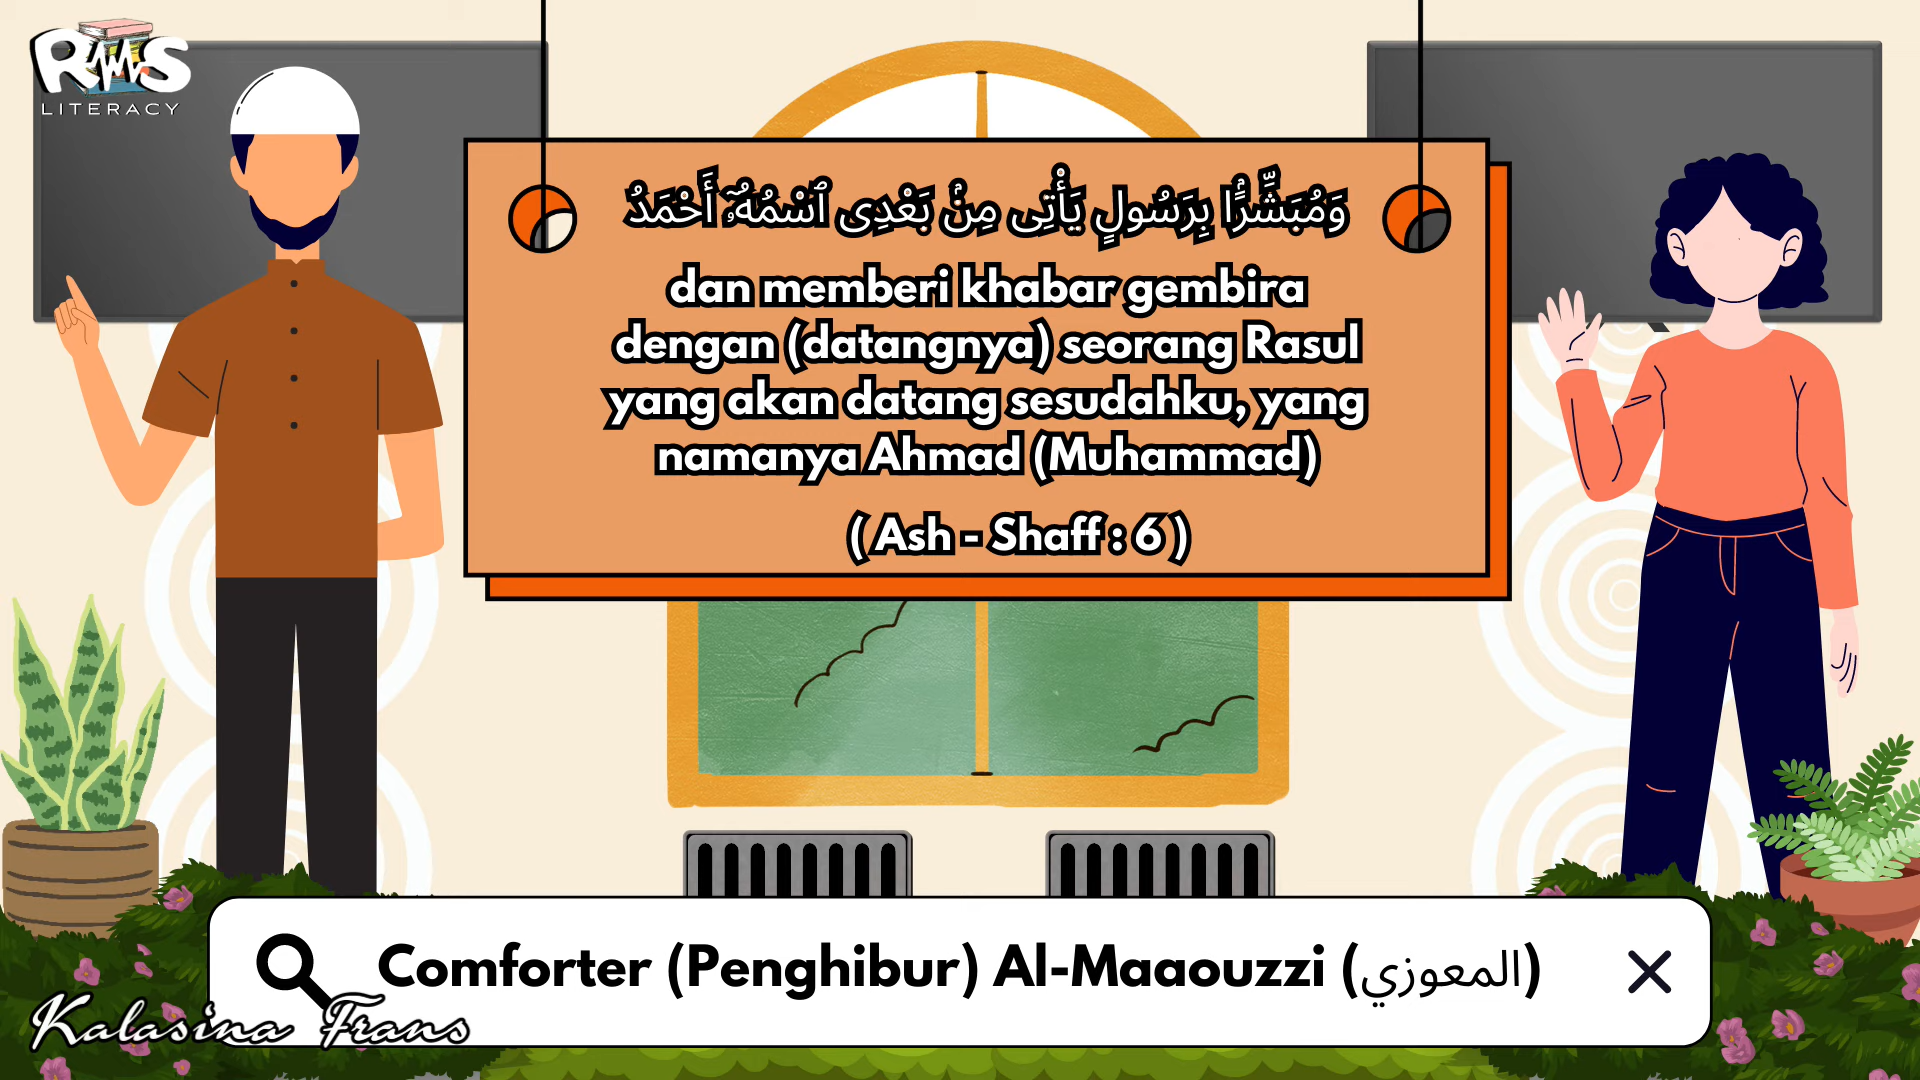 RMS
LITERACY
وَمُبَشِّرًۢا بِرَسُولٍ يَأْتِى مِنۢ بَعْدِى ٱسْمُهُۥٓ أَحْمَدُ
dan memberi khabar gembira
dengan (datangnya) seorang Rasul
yang akan datang sesudahku, yang
namanya Ahmad (Muhammad)
( Ash - Shaff : 6 )
Comforter (Penghibur) Al-Maaouzzi (المعوزي)
Kalasina Frans